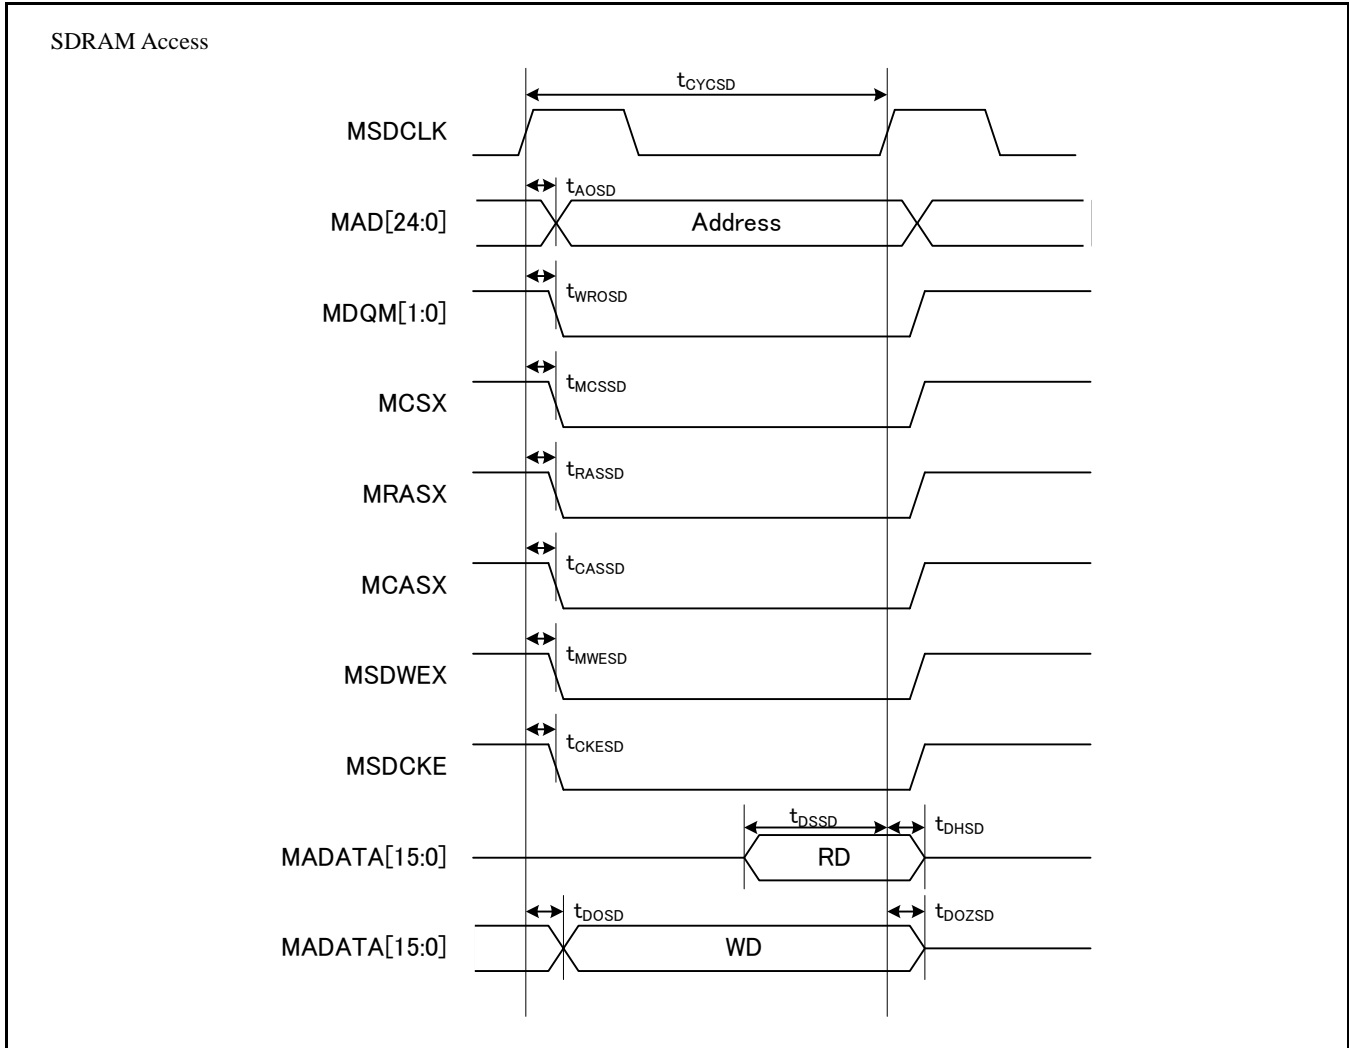 SDRAM Access
tCYCSD
MSDCLK
tAOSD
MAD[24:0]
Address
tWROSD
MDQM[1:0]
tMCSSD
MCSX
tRASSD
MRASX
tCASSD
MCASX
tMWESD
MSDWEX
tCKESD
MSDCKE
tDSSD
tDHSD
MADATA[15:0]
RD
tDOSD
tDOZSD
MADATA[15:0]
WD